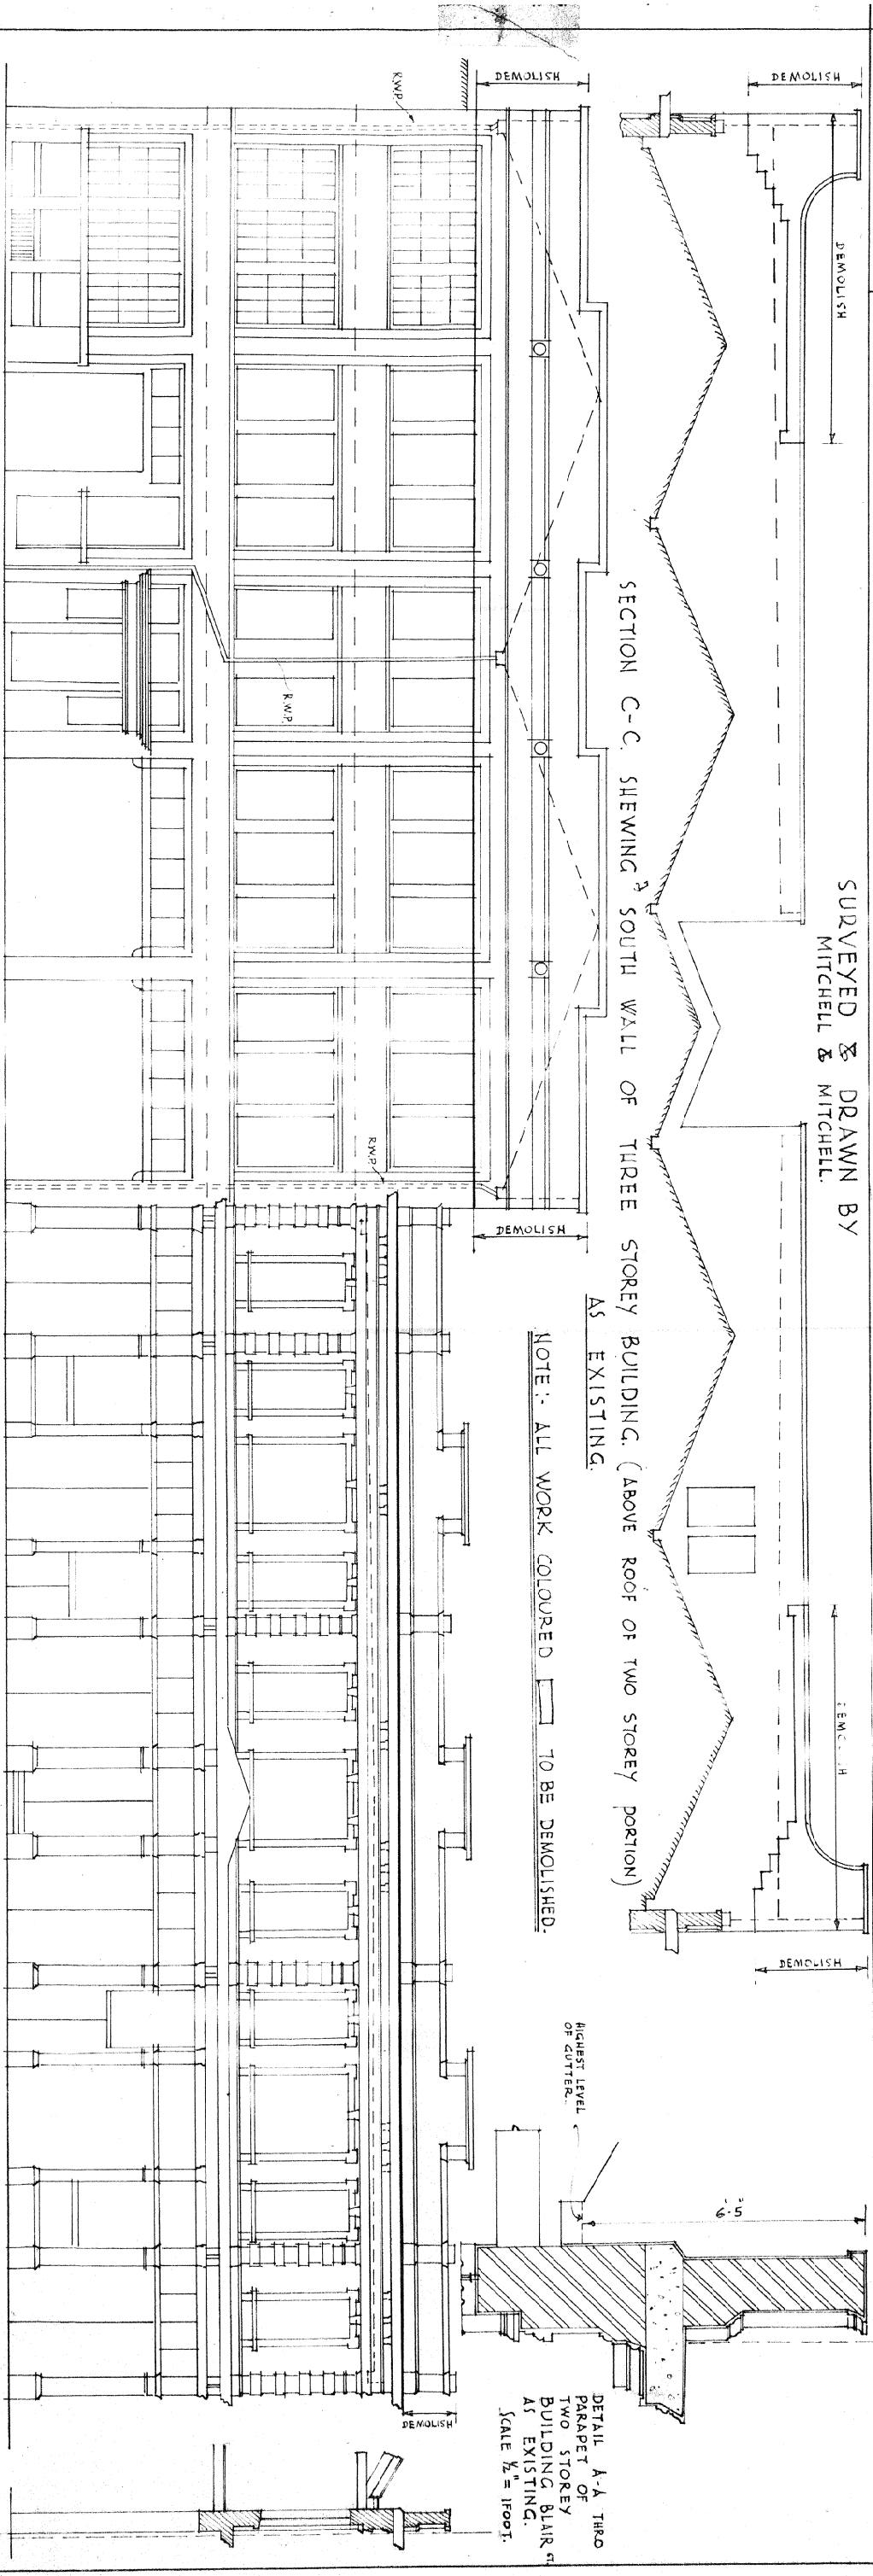 SURVEYED & DRAWN BY
MITCHELL & MITCHELL.
DEMOLISH
DEMOLISH
DEMOLISH
DEMOLISH
SECTION C-C. SHEWING SOUTH WALL OF THREE STOREY BUILDING. (ABOVE ROOF OF TWO STOREY PORTION)
AS EXISTING.
NOTE:- ALL WORK COLOURED TO BE DEMOLISHED.
DEMOLISH
DEMOLISH
R.W.P.
R.W.P.
R.W.P.
HIGHEST LEVEL
OF GUTTER.
6'-5"
DETAIL A-A THRO
PARAPET OF
TWO STOREY
BUILDING BLAIR ST.
AS EXISTING.
SCALE ½" = 1FOOT.
DEMOLISH